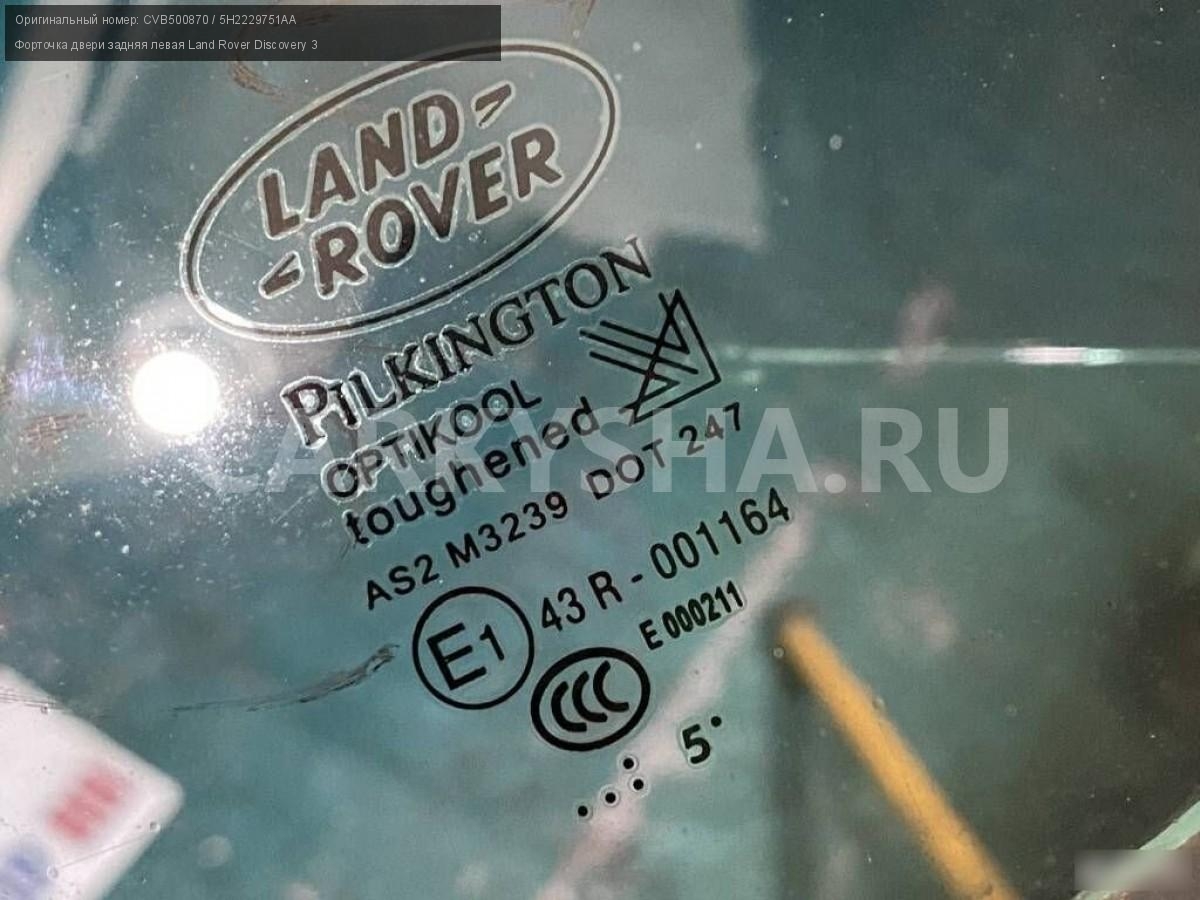 Оригинальный номер: CVB500870 / 5H2229751AA
Форточка двери задняя левая Land Rover Discovery 3
LAND
ROVER
PILKINGTON
OPTIKOOL
toughened
CARRYSHA.RU
AS2 M3239 DOT 247
E1 43 R - 001164
E 000211
CCC
5